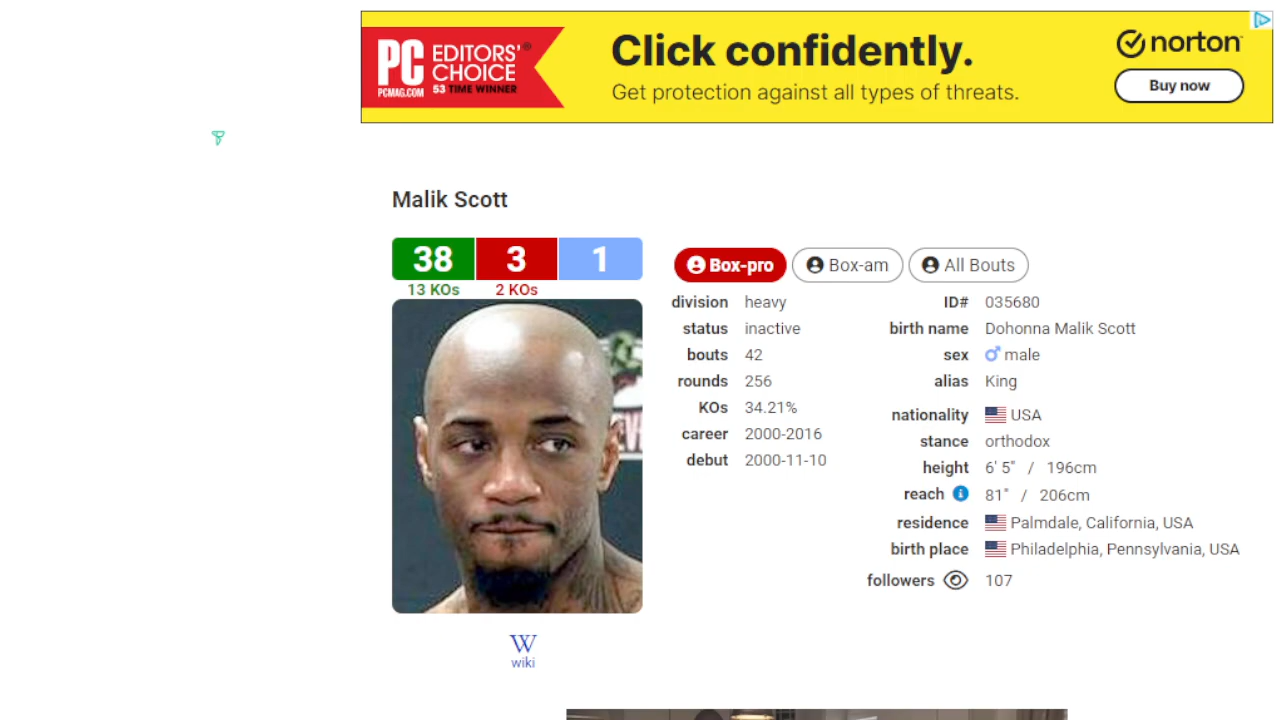 PC EDITORS' CHOICE
PCMAG.COM 53 TIME WINNER
Click confidently.
Get protection against all types of threats.
norton
Buy now
Malik Scott
38 3 1
13 KOs 2 KOs
Box-pro Box-am All Bouts
division heavy
status inactive
bouts 42
rounds 256
KOs 34.21%
career 2000-2016
debut 2000-11-10
ID# 035680
birth name Dohonna Malik Scott
sex male
alias King
nationality USA
stance orthodox
height 6' 5" / 196cm
reach 81" / 206cm
residence Palmdale, California, USA
birth place Philadelphia, Pennsylvania, USA
followers 107
W
wiki